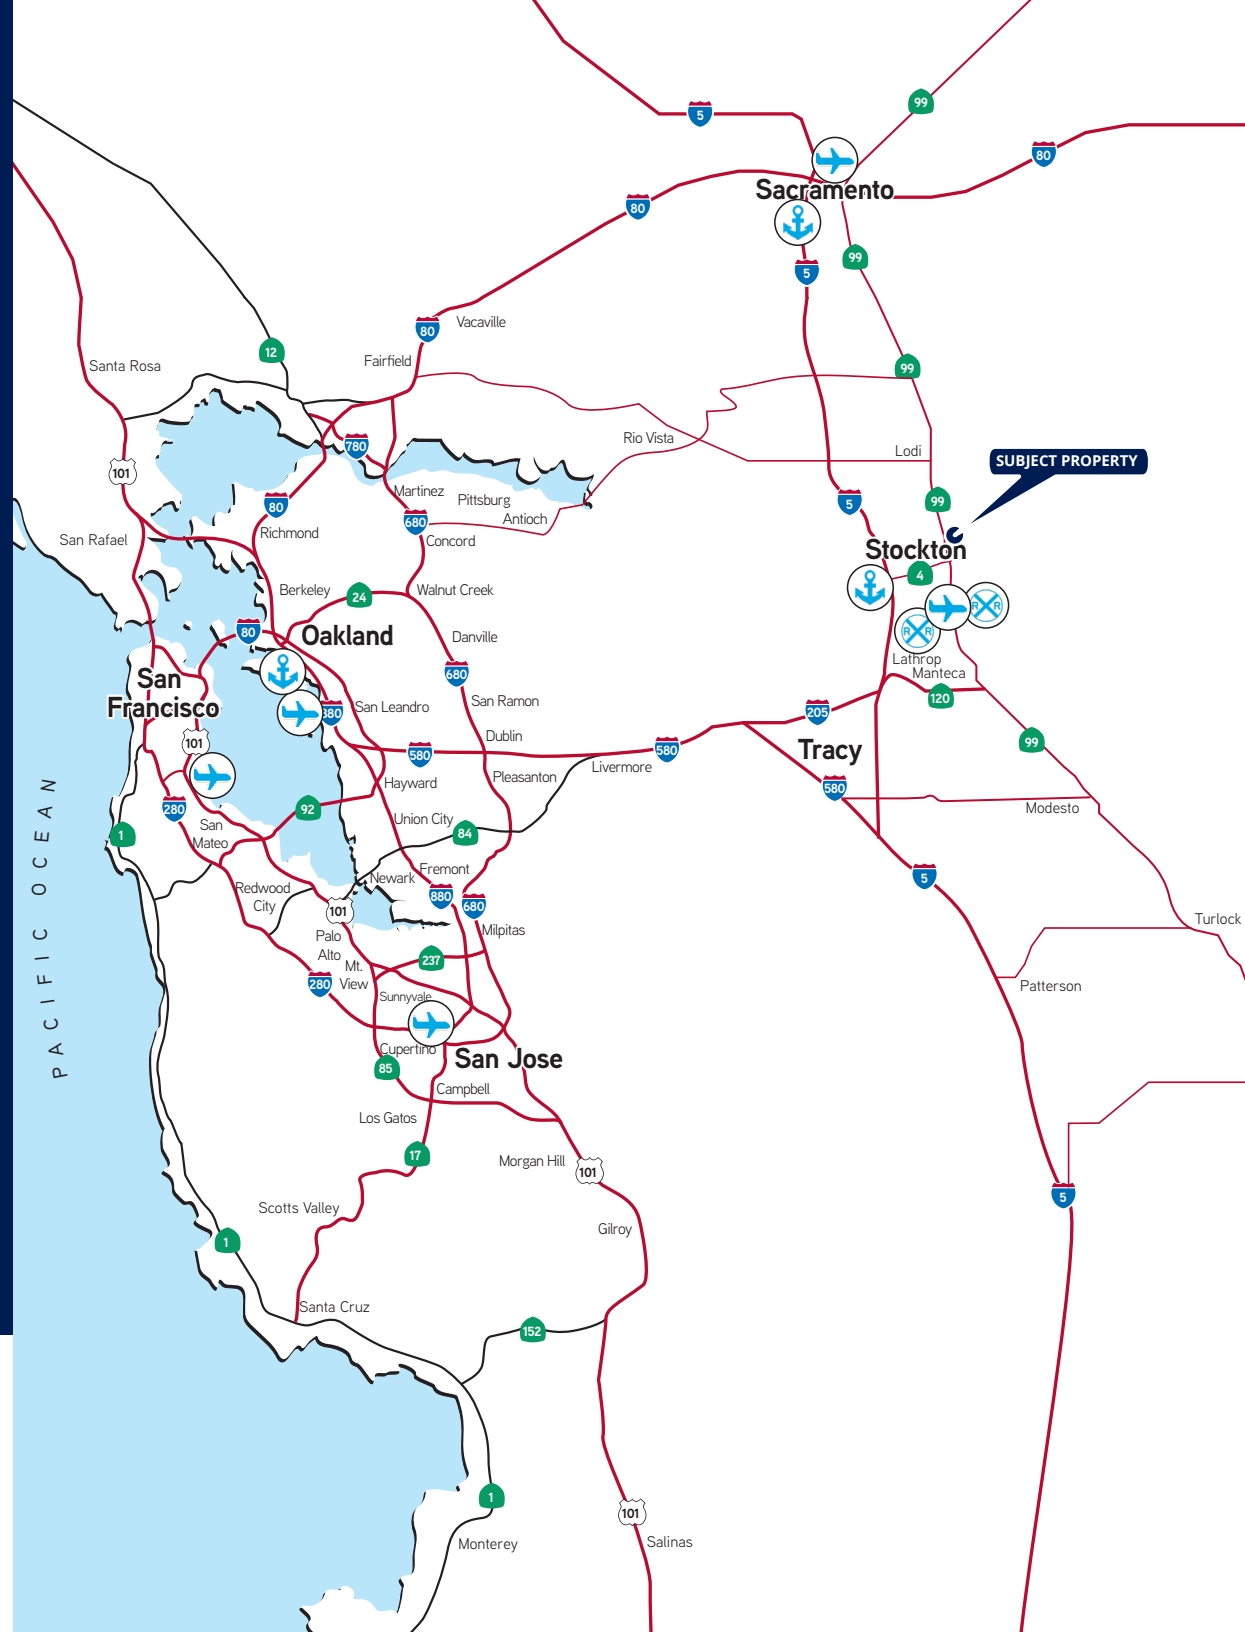 5
99
80
Sacramento
80
99
5
80
Vacaville
12
Fairfield
Santa Rosa
99
780
Rio Vista
Lodi
SUBJECT PROPERTY
101
Martinez
Pittsburg
80
5
99
Antioch
680
Richmond
San Rafael
Concord
Stockton
4
Berkeley
24
Walnut Creek
R R
R R
80
Oakland
Danville
Lathrop
Manteca
680
San
Francisco
120
San Ramon
880
San Leandro
205
Dublin
101
99
580
580
Tracy
Livermore
Pleasanton
Hayward
580
280
92
Modesto
Union City
San
Mateo
1
84
PACIFIC OCEAN
Fremont
Newark
5
Redwood
City
880
680
101
Turlock
Palo
Alto
Milpitas
237
Mt.
View
280
Patterson
Sunnyvale
Cupertino
San Jose
85
Campbell
Los Gatos
17
Morgan Hill
101
5
Scotts Valley
Gilroy
1
Santa Cruz
152
1
101
Monterey
Salinas